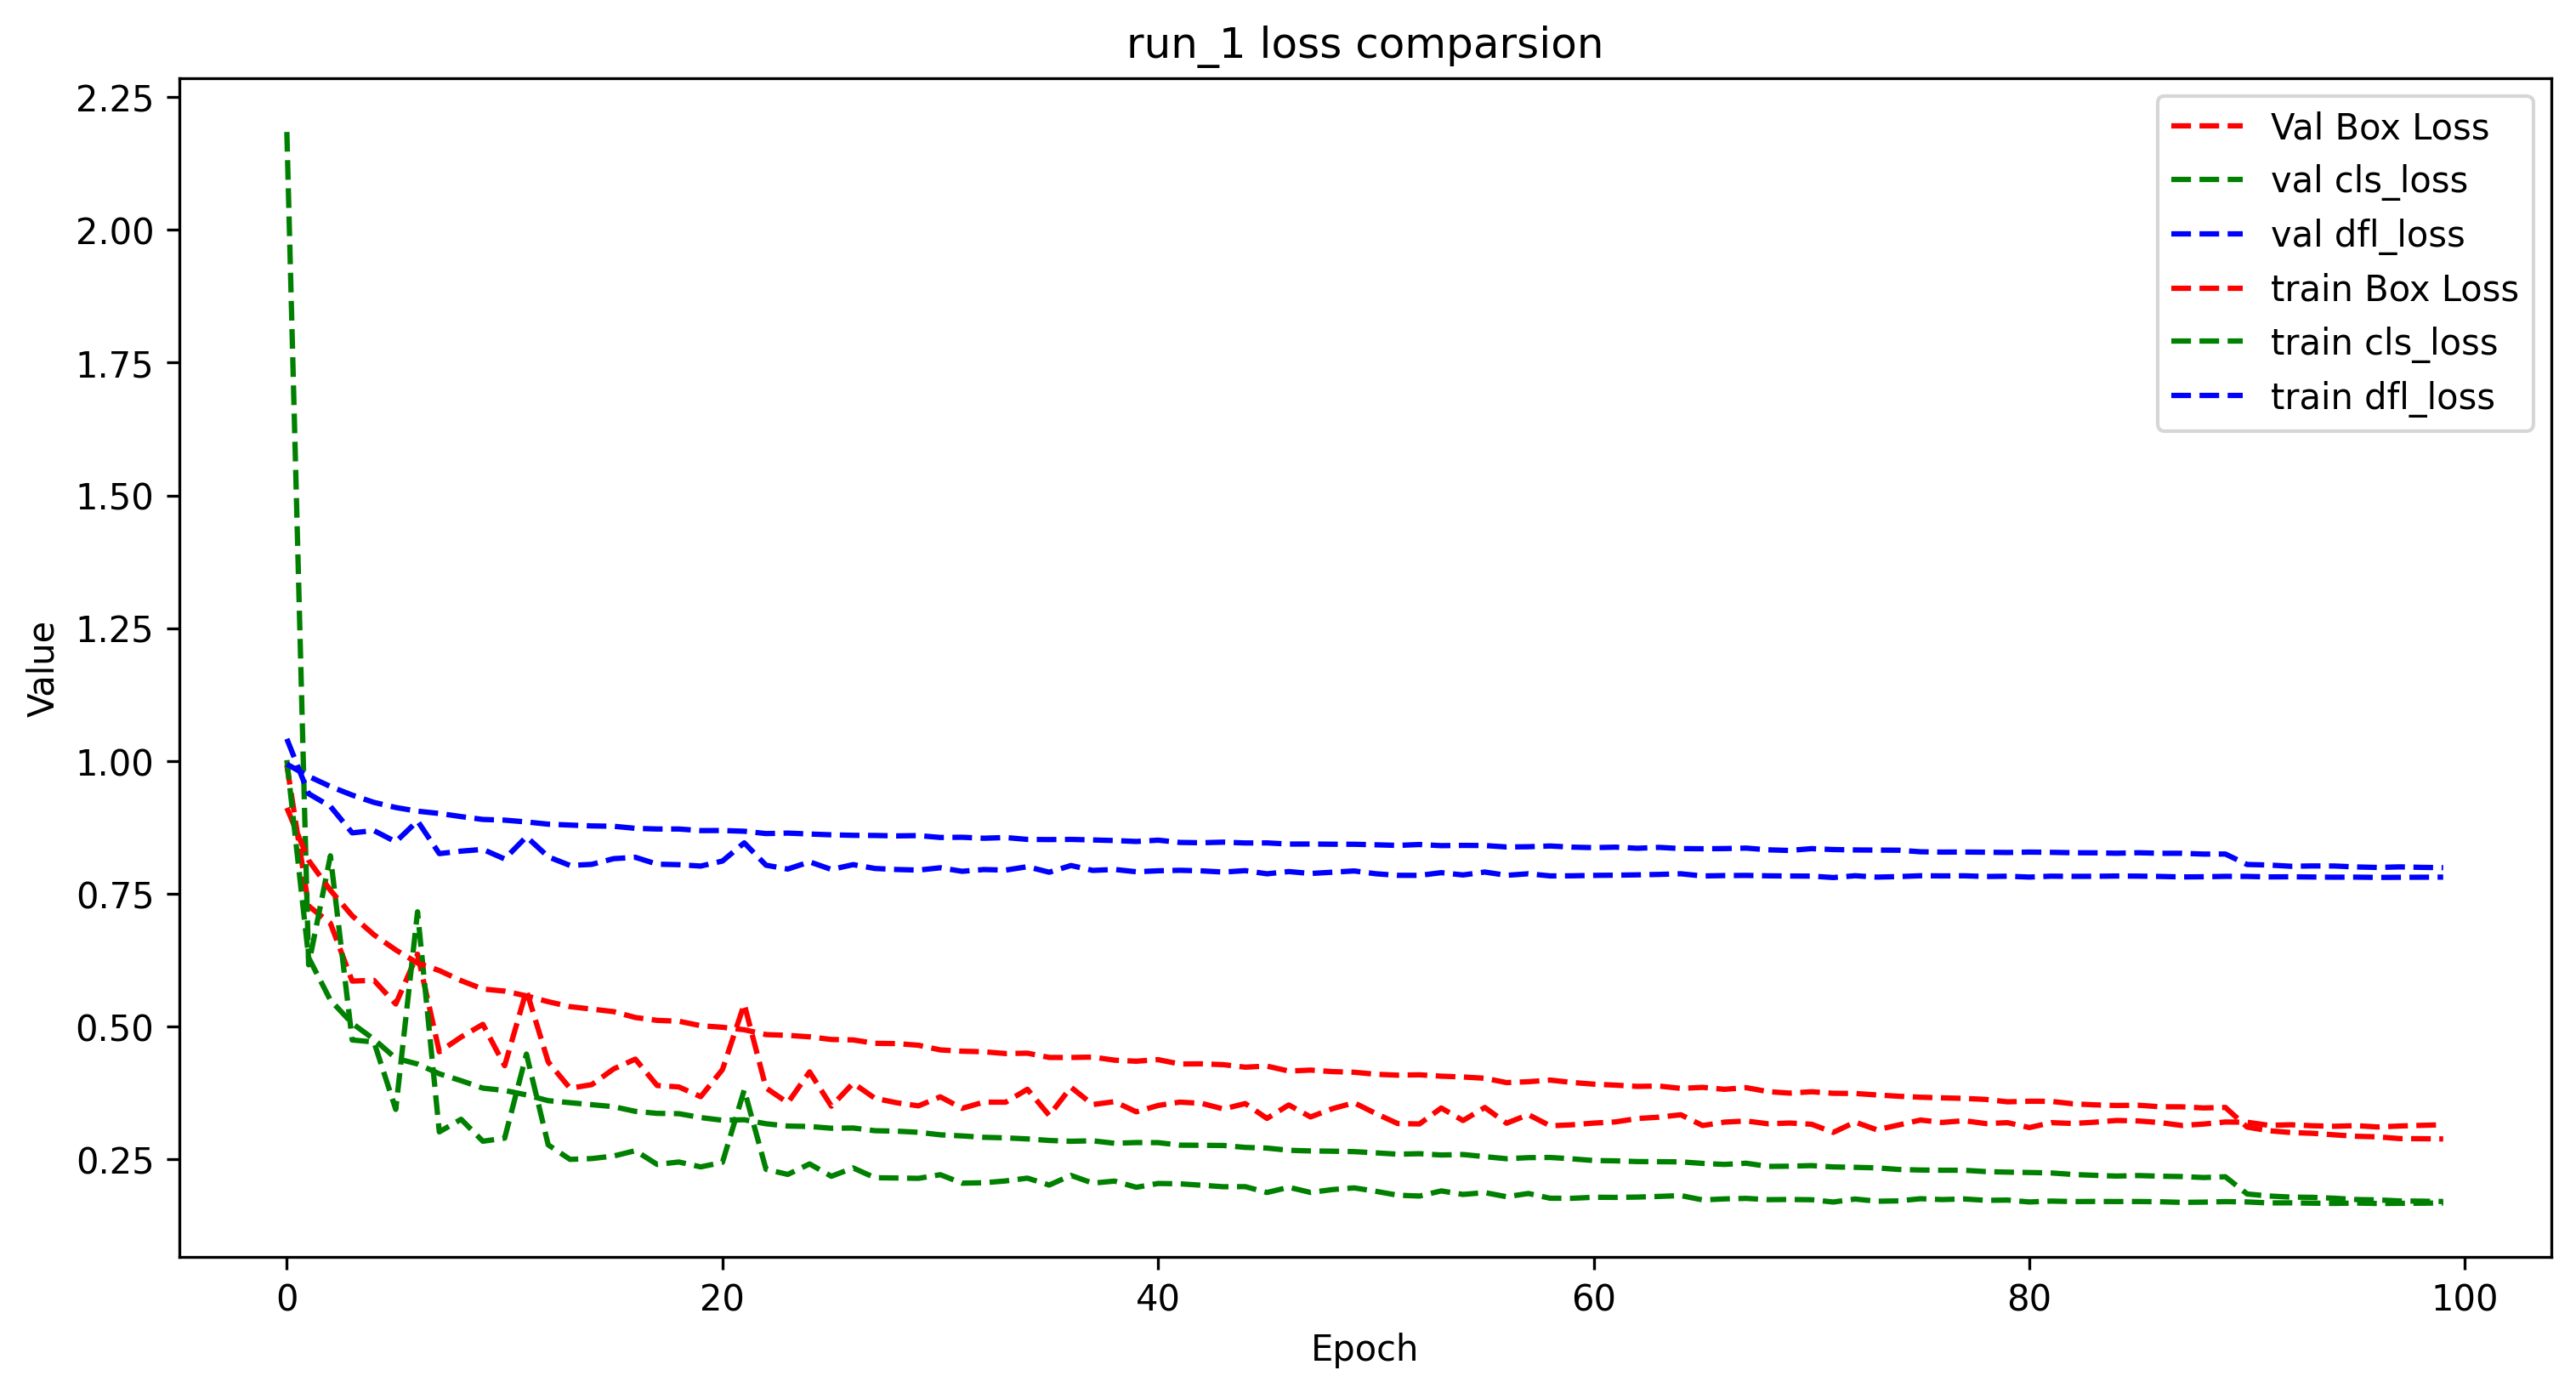 run_1 loss comparsion
2.25
2.00
1.75
1.50
1.25
1.00
0.75
0.50
0.25
Value
0
20
40
60
80
100
Epoch
Val Box Loss
val cls_loss
val dfl_loss
train Box Loss
train cls_loss
train dfl_loss